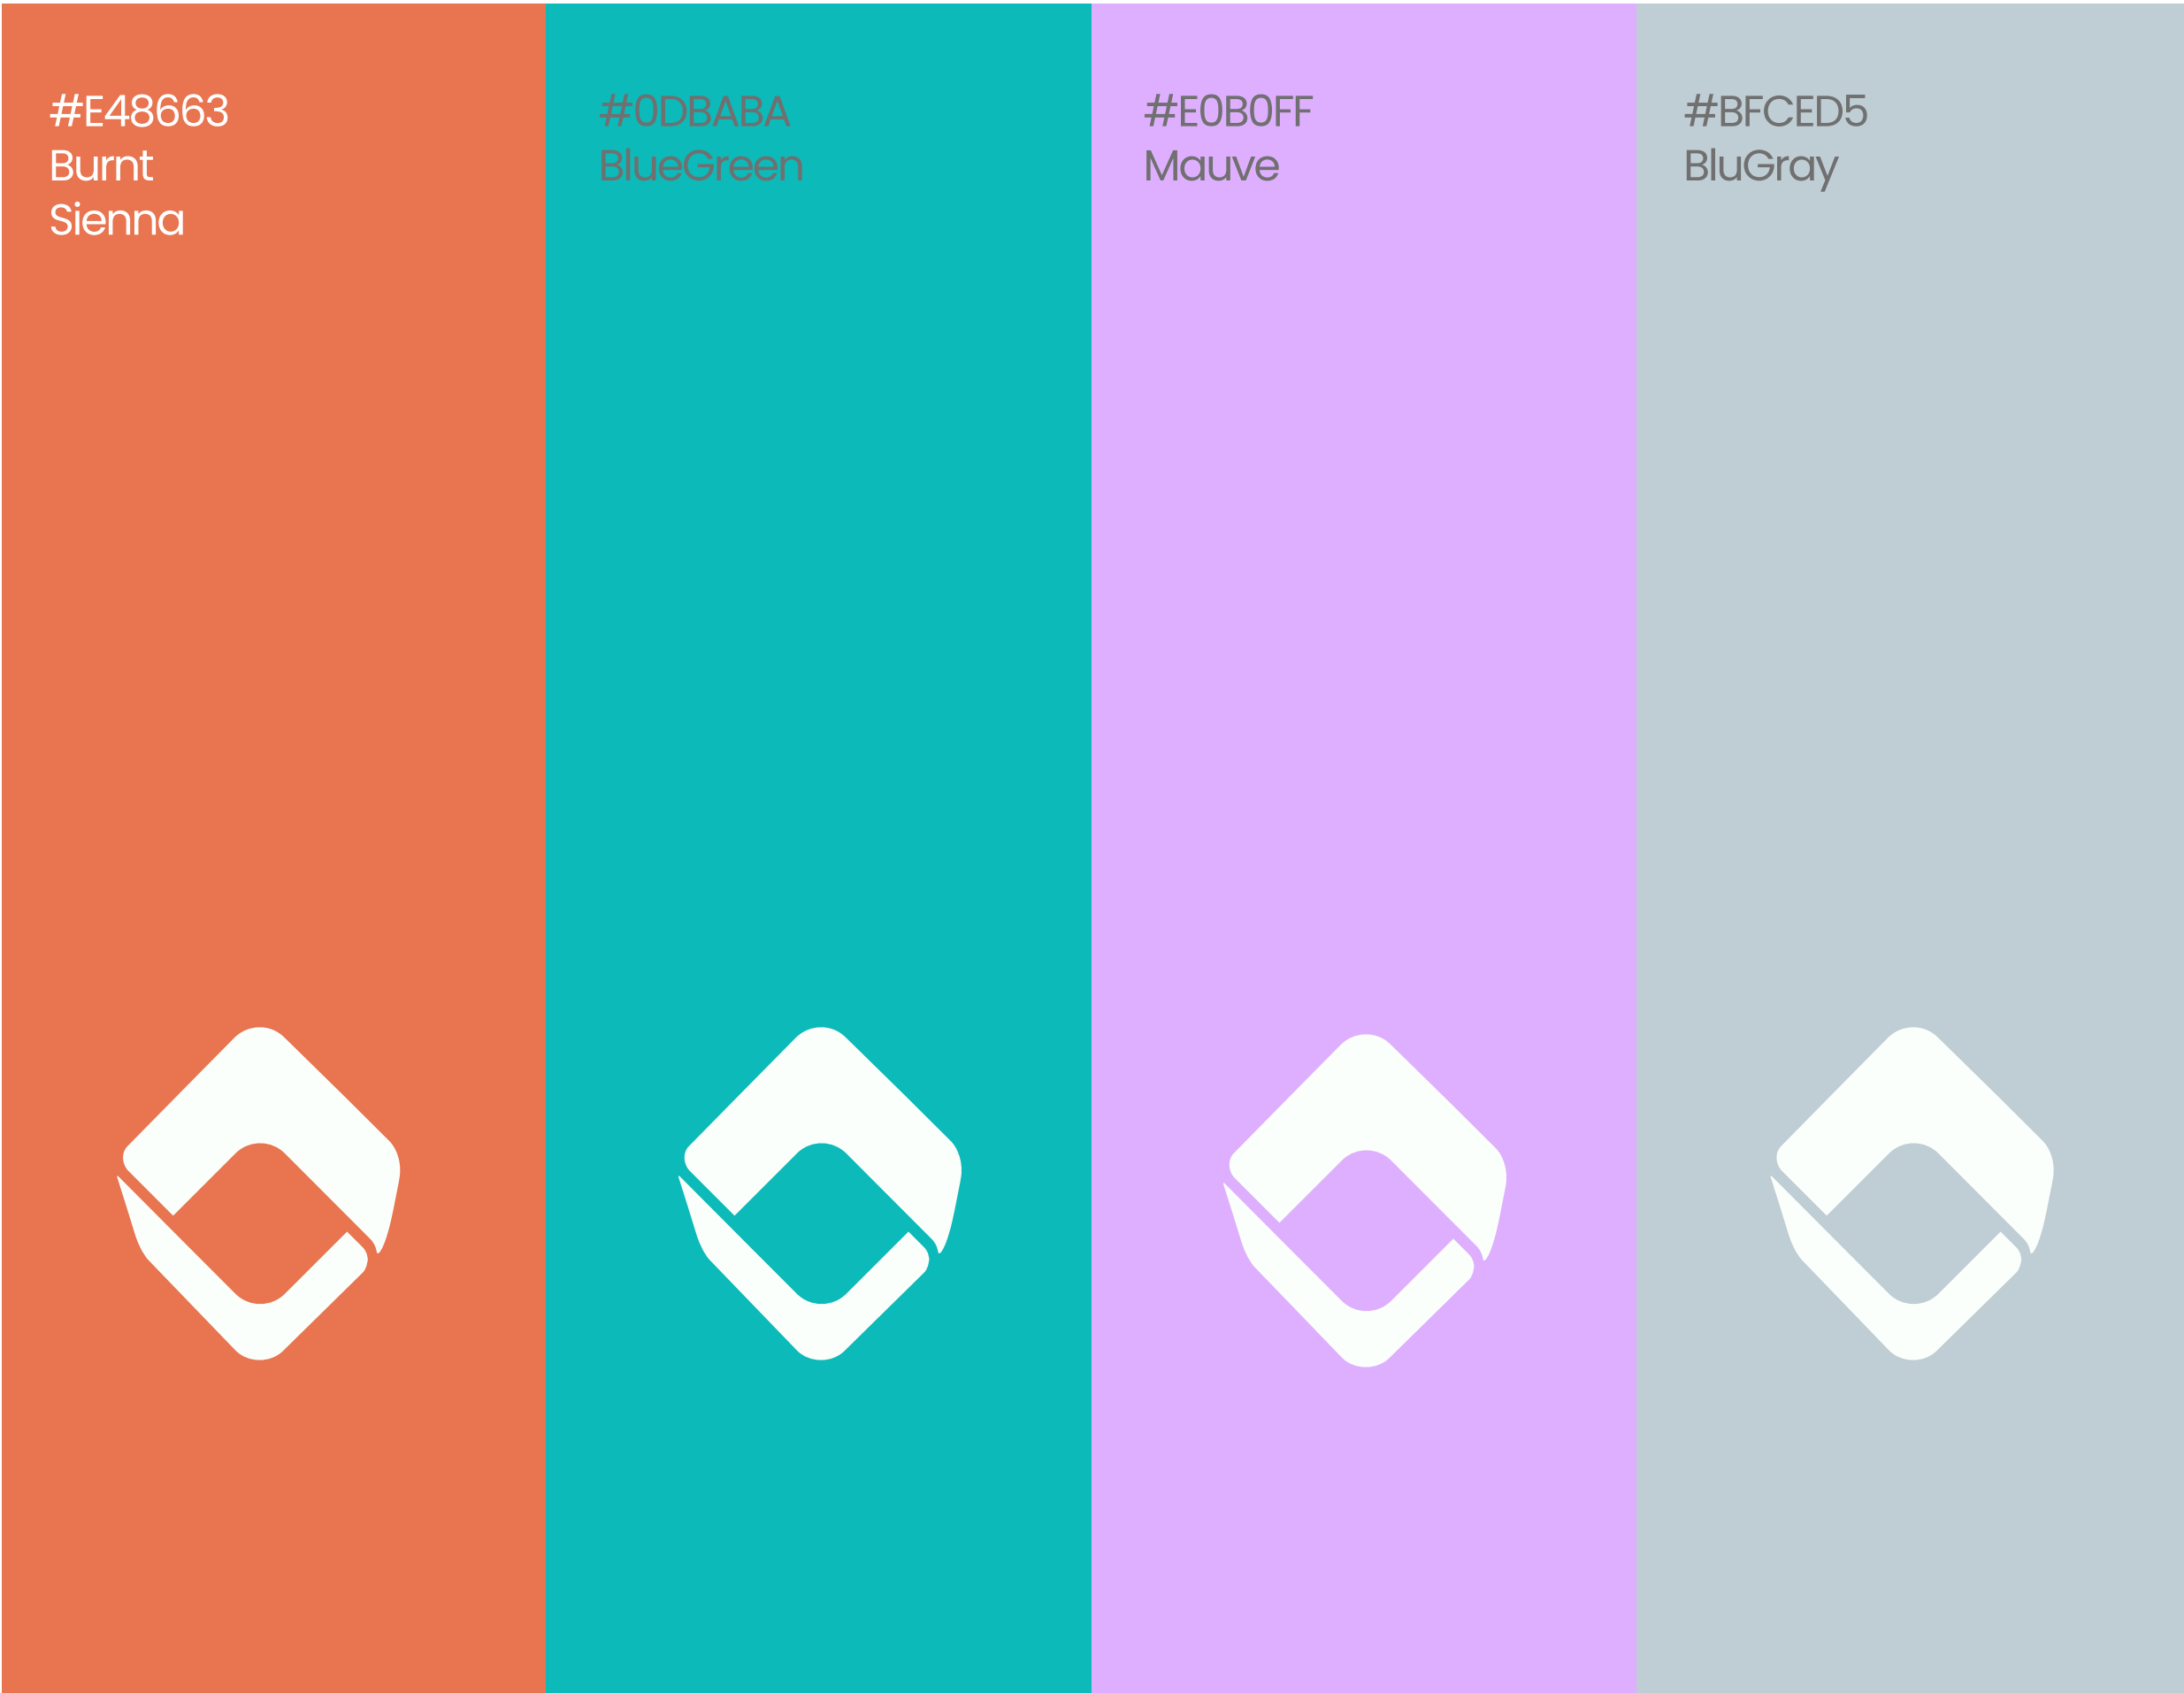 #E48663
Burnt
Sienna
#0DBABA
BlueGreen
#E0B0FF
Mauve
#BFCED5
BluGray